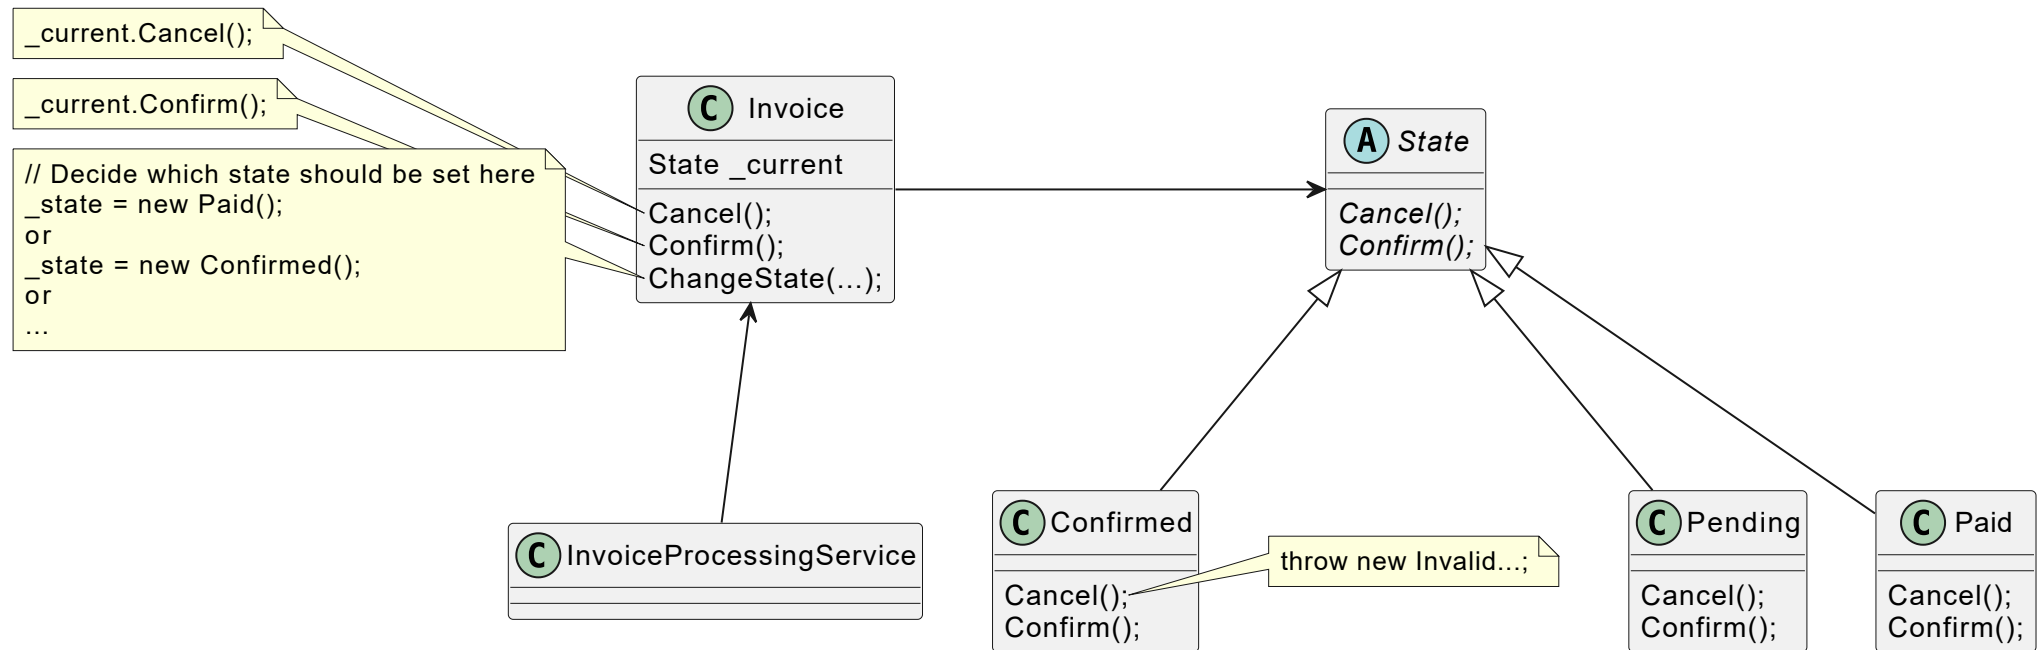 _current.Cancel();
_current.Confirm();
// Decide which state should be set here
_state = new Paid();
or
_state = new Confirmed();
or
...
C Invoice
State _current
Cancel();
Confirm();
ChangeState(...);
A State
Cancel();
Confirm();
C InvoiceProcessingService
C Confirmed
Cancel();
Confirm();
throw new Invalid...;
C Pending
Cancel();
Confirm();
C Paid
Cancel();
Confirm();